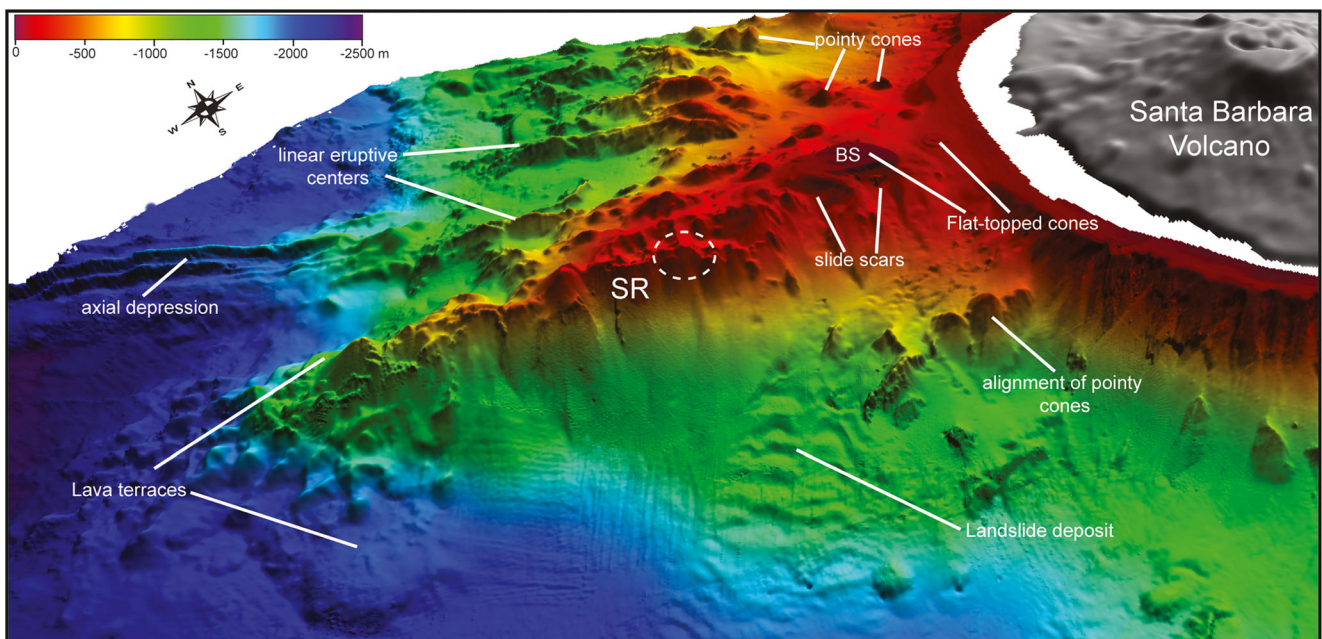 0 -500 -1000 -1500 -2000 -2500 m
N
E
W
S
pointy cones
Santa Barbara
Volcano
linear eruptive
centers
BS
Flat-topped cones
slide scars
SR
axial depression
alignment of pointy
cones
Lava terraces
Landslide deposit